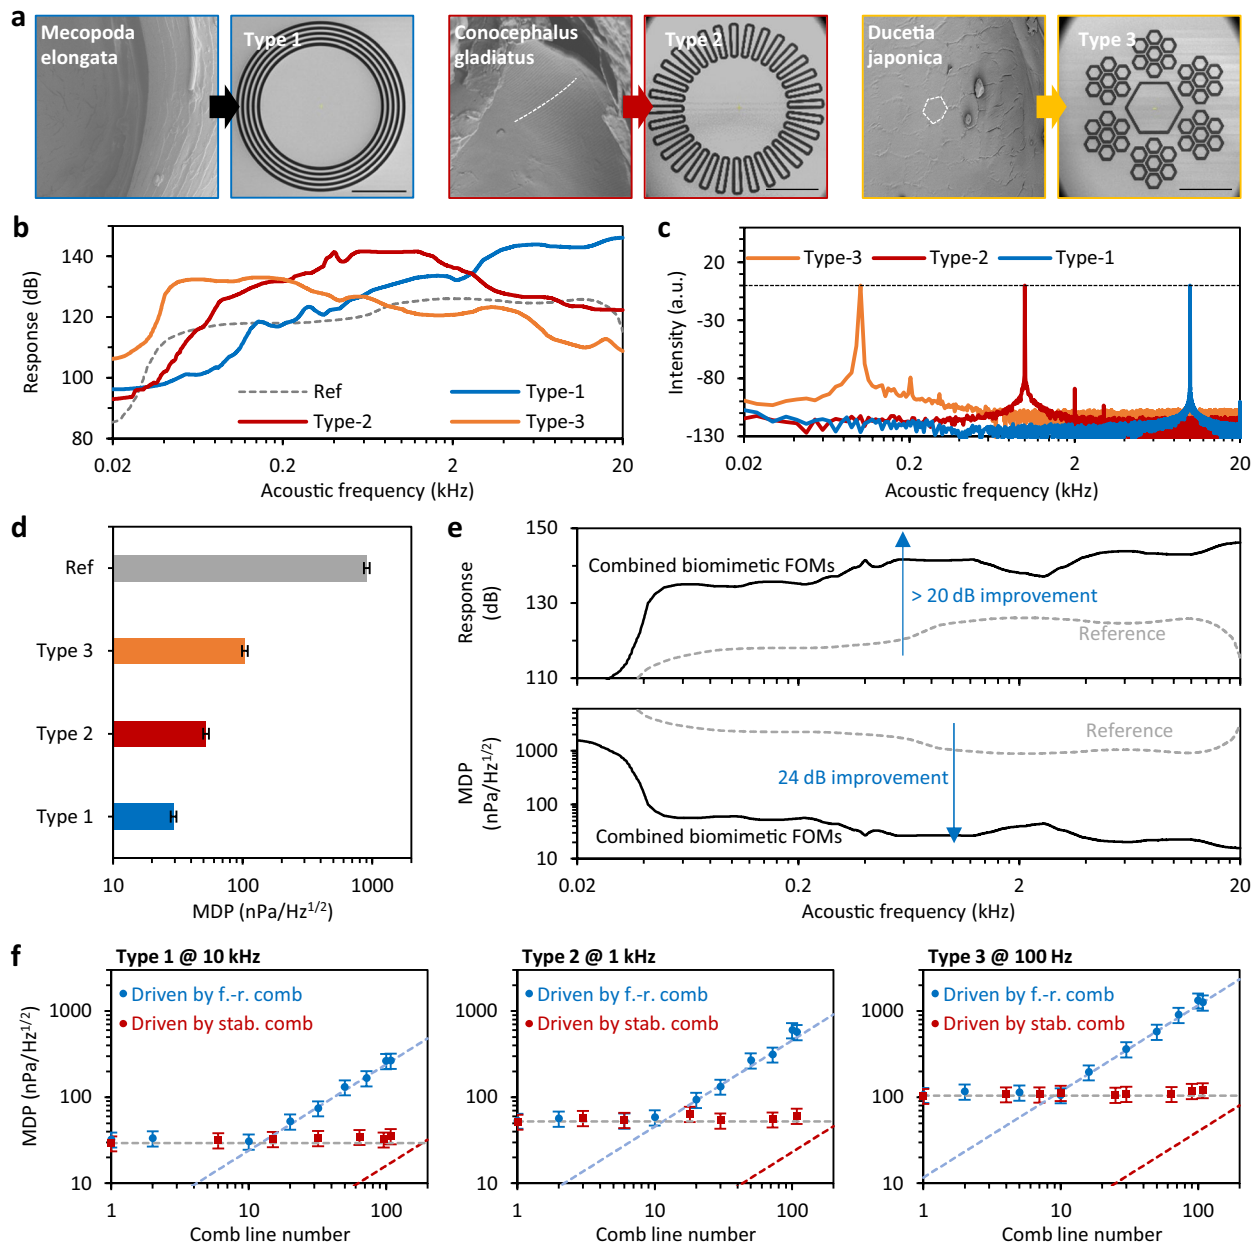 a
Mecopoda
elongata
Type 1
Conocephalus
gladiatus
Type 2
Ducetia
japonica
Type 3
b
Response (dB)
140
120
100
80
Ref
Type-1
Type-2
Type-3
0.02
0.2
2
20
Acoustic frequency (kHz)
c
Intensity (a.u.)
20
-30
-80
-130
Type-3
Type-2
Type-1
0.02
0.2
2
20
Acoustic frequency (kHz)
d
Ref
Type 3
Type 2
Type 1
10
100
1000
MDP (nPa/Hz1/2)
e
Response
(dB)
150
130
110
Combined biomimetic FOMs
> 20 dB improvement
Reference
MDP
(nPa/Hz1/2)
1000
100
10
Reference
24 dB improvement
Combined biomimetic FOMs
0.02
0.2
2
20
Acoustic frequency (kHz)
f
Type 1 @ 10 kHz
MDP (nPa/Hz1/2)
1000
100
10
Driven by f.-r. comb
Driven by stab. comb
1
10
100
Comb line number
Type 2 @ 1 kHz
1000
100
10
Driven by f.-r. comb
Driven by stab. comb
1
10
100
Comb line number
Type 3 @ 100 Hz
1000
100
10
Driven by f.-r. comb
Driven by stab. comb
1
10
100
Comb line number